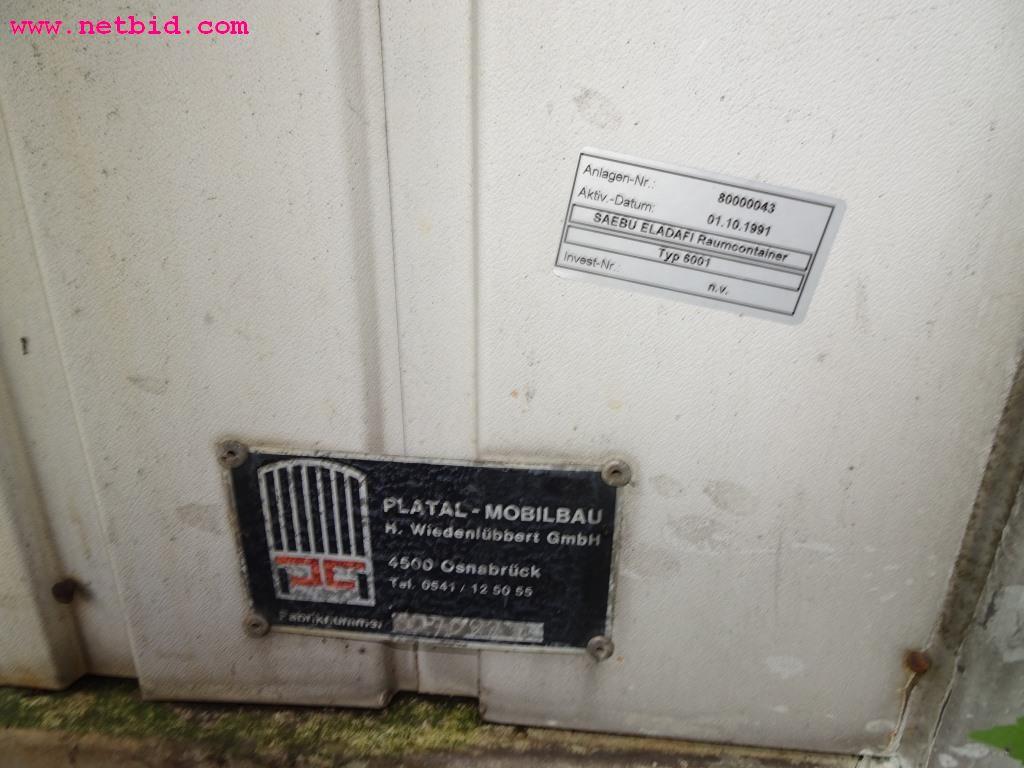 www.netbid.com
Anlagen-Nr.: 80000043
Aktiv.-Datum: 01.10.1991
SAEBU ELADAFI Raumcontainer
Typ 6001
Invest-Nr.: n.v.
PLATAL-MOBILBAU
H. Wiedenlübbert GmbH
4500 Osnabrück
Tel. 0541 / 12 50 55
Fabriknummer